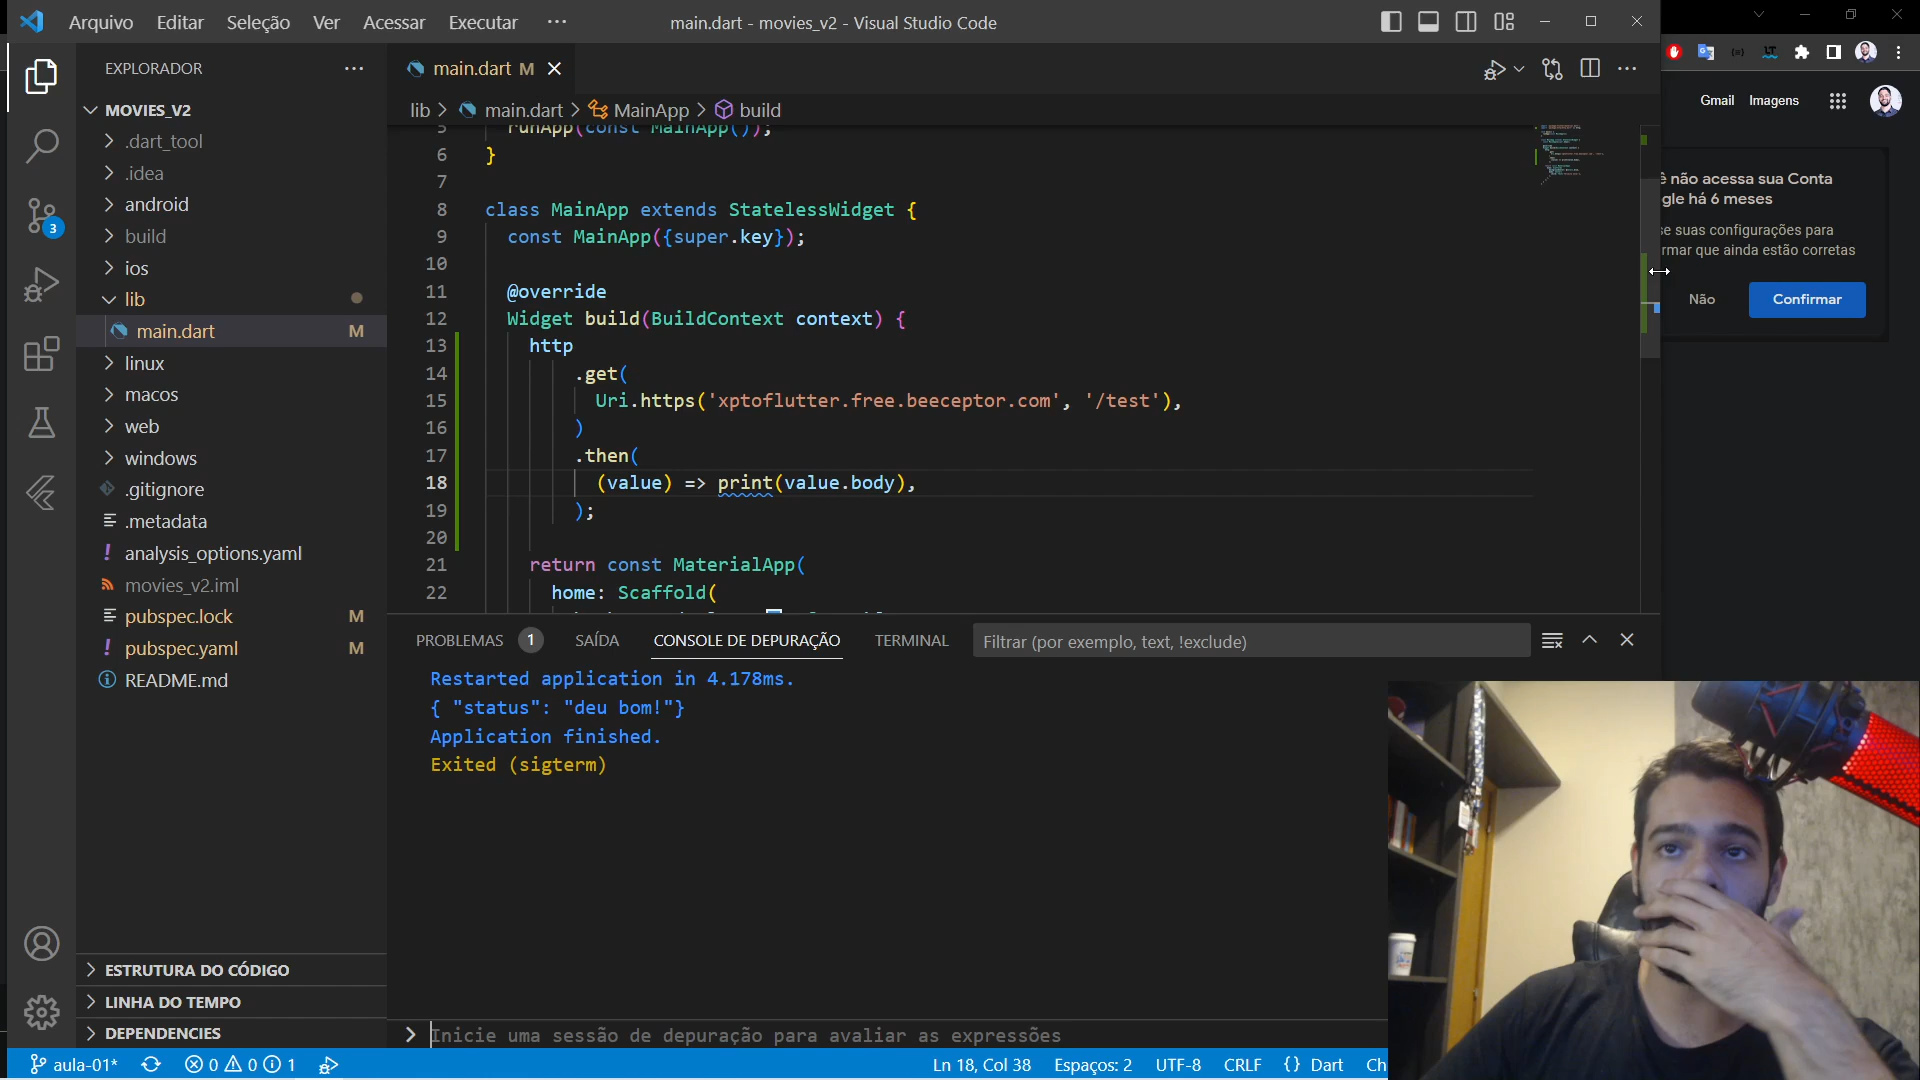 Arquivo Editar Seleção Ver Acessar Executar ··· main.dart - movies_v2 - Visual Studio Code
EXPLORADOR ···
MOVIES_V2
.dart_tool
.idea
android
build
ios
lib
main.dart M
linux
macos
web
windows
.gitignore
.metadata
analysis_options.yaml
movies_v2.iml
pubspec.lock M
pubspec.yaml M
README.md
ESTRUTURA DO CÓDIGO
LINHA DO TEMPO
DEPENDENCIES
3
main.dart M
lib > main.dart > MainApp > build
5 runApp(const MainApp());
6 }
7
8 class MainApp extends StatelessWidget {
9 const MainApp({super.key});
10
11 @override
12 Widget build(BuildContext context) {
13 http
14 .get(
15 Uri.https('xptoflutter.free.beeceptor.com', '/test'),
16 )
17 .then(
18 (value) => print(value.body),
19 );
20
21 return const MaterialApp(
22 home: Scaffold(
PROBLEMAS 1 SAÍDA CONSOLE DE DEPURAÇÃO TERMINAL Filtrar (por exemplo, text, !exclude)
Restarted application in 4.178ms.
{ "status": "deu bom!"}
Application finished.
Exited (sigterm)
> Inicie uma sessão de depuração para avaliar as expressões
aula-01* 0 0 1 Ln 18, Col 38 Espaços: 2 UTF-8 CRLF {} Dart Ch
Gmail Imagens
ê não acessa sua Conta
gle há 6 meses
se suas configurações para
rmar que ainda estão corretas
Não Confirmar